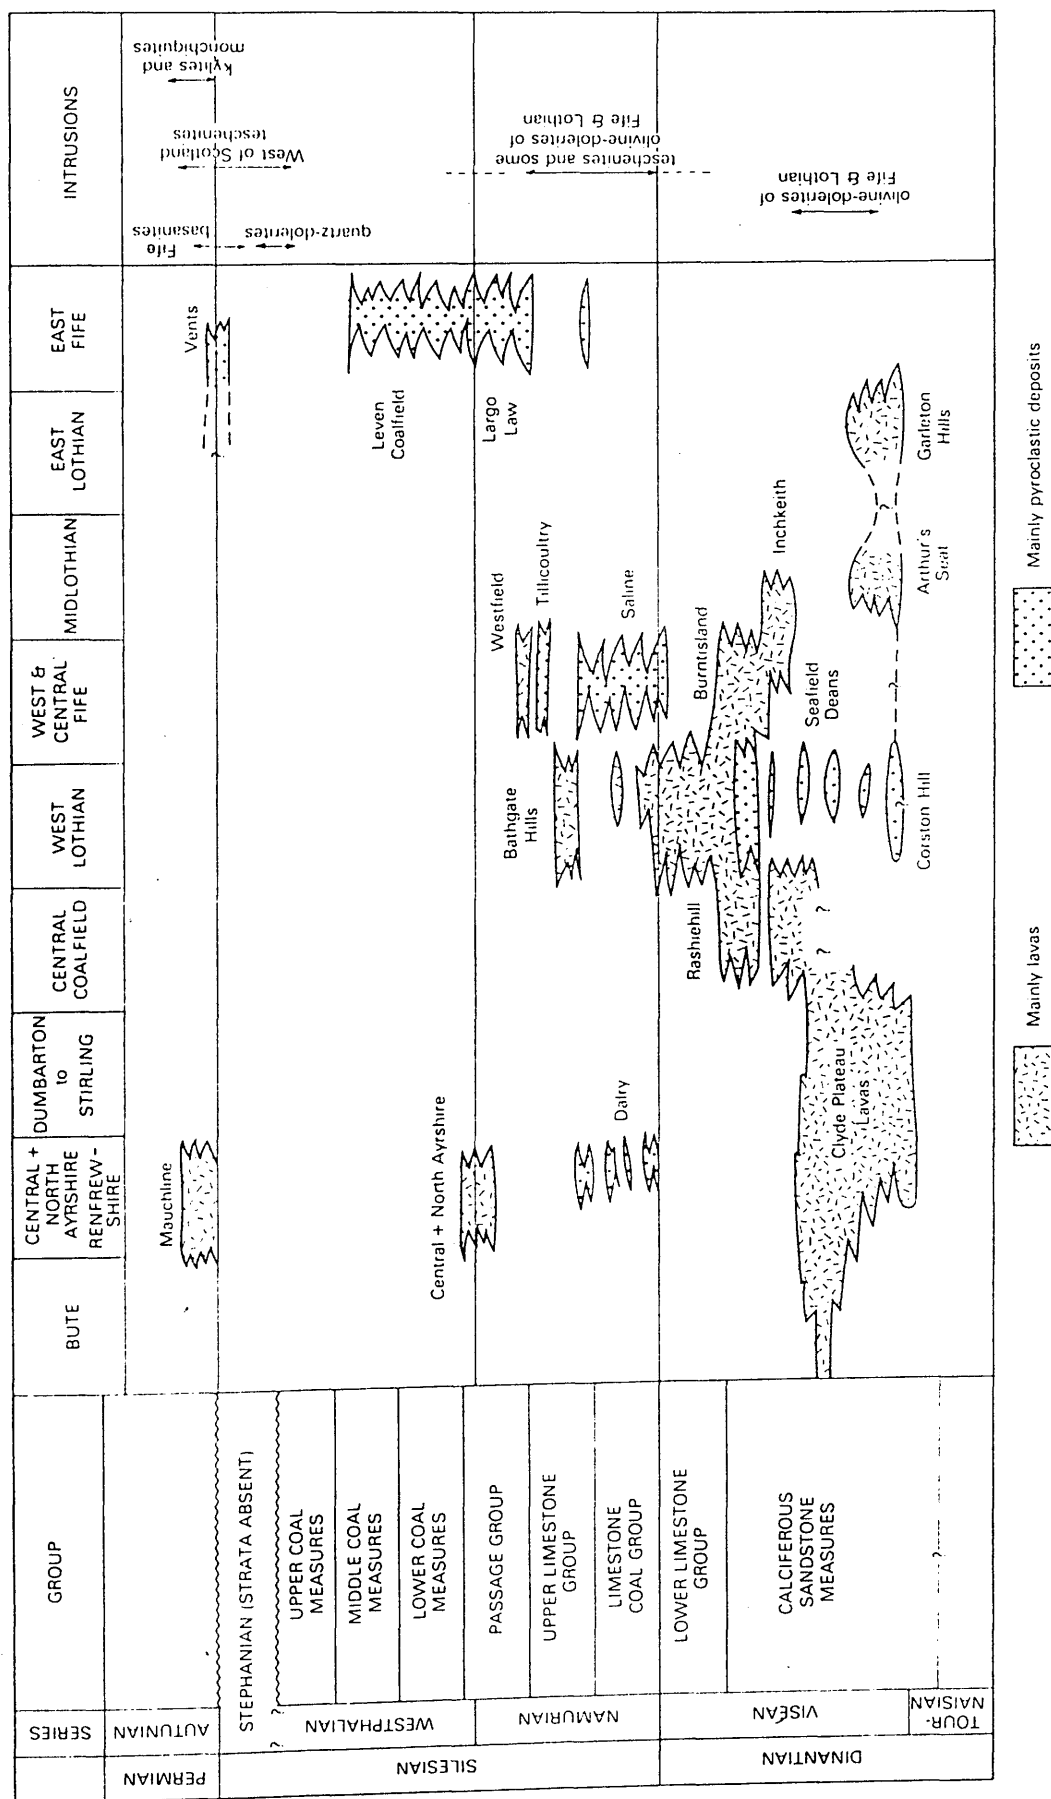 SERIES
GROUP
BUTE
CENTRAL +
NORTH
AYRSHIRE
RENFREW-
SHIRE
DUMBARTON
to
STIRLING
CENTRAL
COALFIELD
WEST
LOTHIAN
WEST &
CENTRAL
FIFE
MIDLOTHIAN
EAST
LOTHIAN
EAST
FIFE
INTRUSIONS
PERMIAN
AUTUNIAN
Mauchline
Vents
Fife
basanites
West of Scotland
teschenites
kylites and
monchiquites
SILESIAN
STEPHANIAN (STRATA ABSENT)
?
?
?
quartz-dolerites
WESTPHALIAN
UPPER COAL
MEASURES
MIDDLE COAL
MEASURES
LOWER COAL
MEASURES
Central + North Ayrshire
Leven
Coalfield
NAMURIAN
PASSAGE GROUP
UPPER LIMESTONE
GROUP
LIMESTONE
COAL GROUP
Dalry
Bathgate
Hills
Westfield
Tillicoultry
Saline
Largo
Law
teschenites and some
olivine-dolerites of
Fife & Lothian
DINANTIAN
VISÉAN
LOWER LIMESTONE
GROUP
CALCIFEROUS
SANDSTONE
MEASURES
Clyde Plateau
Lavas
Rashiehill
? ?
Burntisland
Inchkeith
Seafield
Deans
Corston Hill
?
?
Arthur's
Seat
?
Garleton
Hills
olivine-dolerites of
Fife & Lothian
TOUR-
NAISIAN
?
Mainly lavas
Mainly pyroclastic deposits